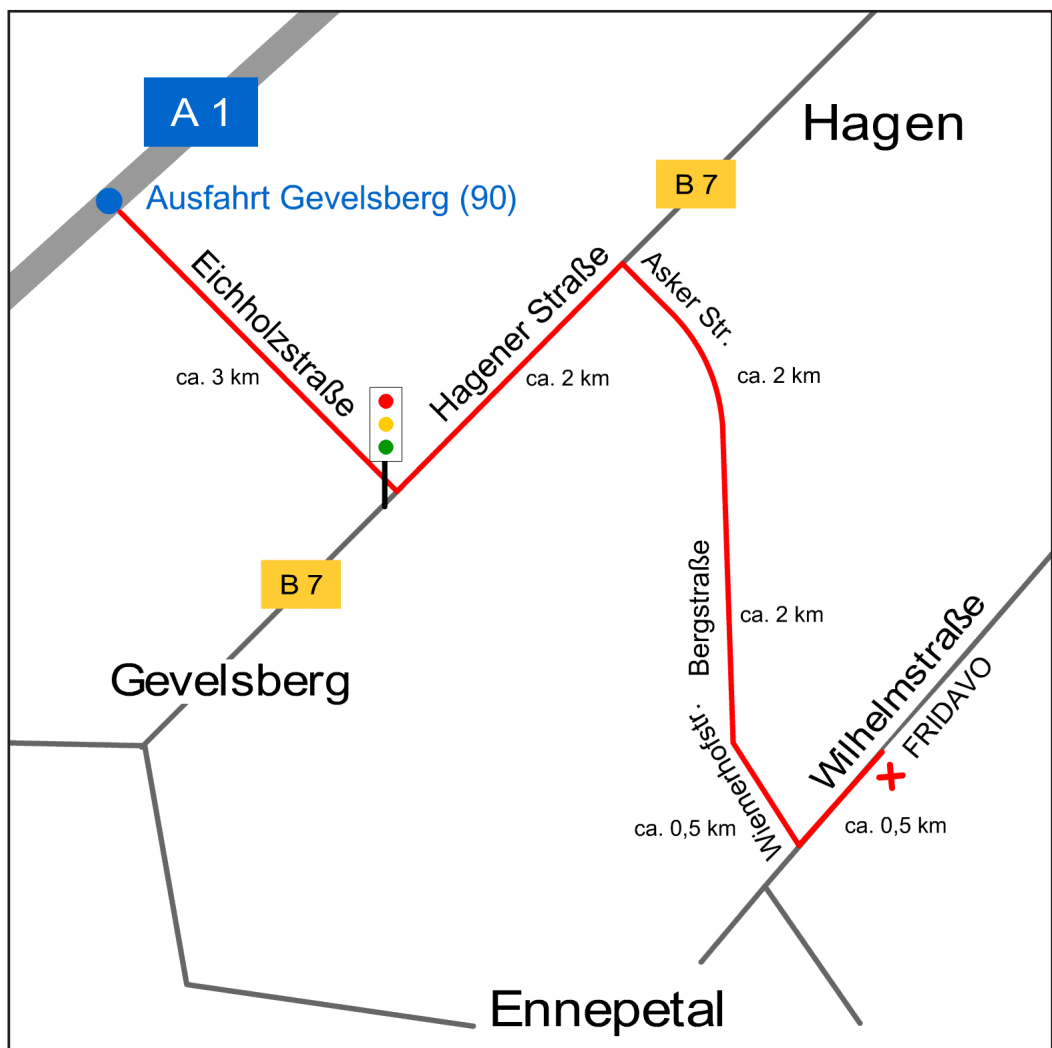 A 1
Hagen
B 7
Ausfahrt Gevelsberg (90)
Eichholzstraße
Hagener Straße
Asker Str.
ca. 3 km
ca. 2 km
ca. 2 km
B 7
Bergstraße
ca. 2 km
Gevelsberg
Wilhelmstraße
FRIDAVO
Wiemerhofstr.
ca. 0,5 km
ca. 0,5 km
Ennepetal